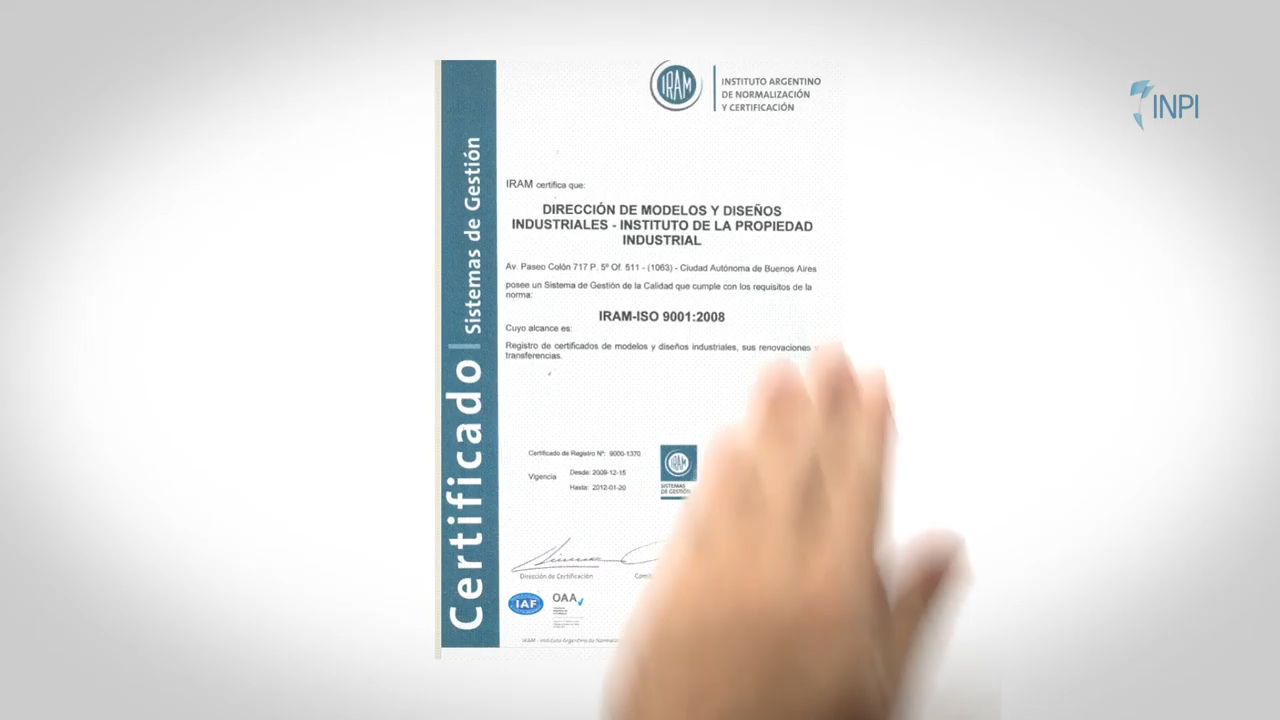 IRAM
INSTITUTO ARGENTINO
DE NORMALIZACIÓN
Y CERTIFICACIÓN
INPI
Certificado | Sistemas de Gestión
IRAM certifica que:
DIRECCIÓN DE MODELOS Y DISEÑOS
INDUSTRIALES - INSTITUTO DE LA PROPIEDAD
INDUSTRIAL
Av. Paseo Colón 717 P. 5º Of. 511 - (1063) - Ciudad Autónoma de Buenos Aires
posee un Sistema de Gestión de la Calidad que cumple con los requisitos de la
norma:
IRAM-ISO 9001:2008
Cuyo alcance es:
Registro de certificados de modelos y diseños industriales, sus renovaciones y
transferencias.
Certificado de Registro Nº: 9000-1370
Vigencia
Desde: 2009-12-15
Hasta: 2012-01-20
IRAM
SISTEMAS
DE GESTIÓN
Dirección de Certificación
IAF
OAA
IRAM - Instituto Argentino de